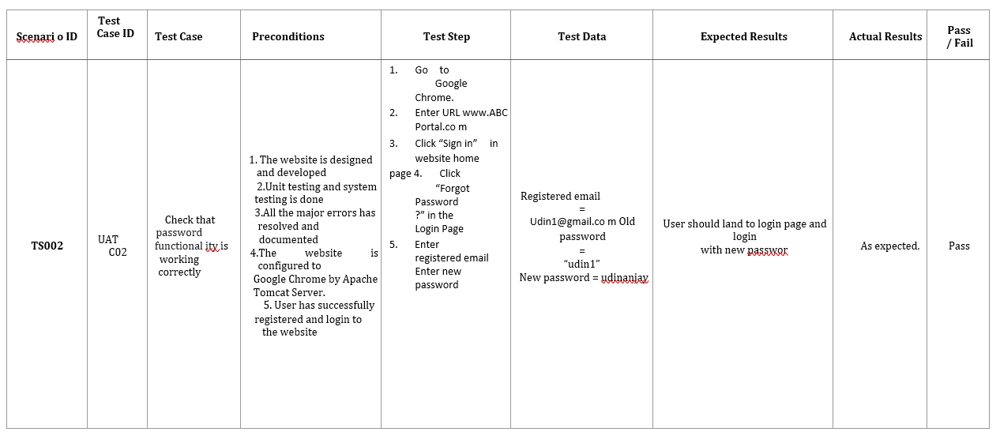 Scenari o ID
Test
Case ID
Test Case
Preconditions
Test Step
Test Data
Expected Results
Actual Results
Pass
/ Fail
TS002
UAT
C02
Check that
password
functional ity is
working
correctly
1. The website is designed
and developed
2.Unit testing and system
testing is done
3.All the major errors has
resolved and
documented
4.The website is
configured to
Google Chrome by Apache
Tomcat Server.
5. User has successfully
registered and login to
the website
1. Go to
Google
Chrome.
2. Enter URL www.ABC
Portal.co m
3. Click “Sign in” in
website home
page 4. Click
“Forgot
Password
?” in the
Login Page
5. Enter
registered email
Enter new
password
Registered email
=
Udin1@gmail.co m Old
password
=
“udin1”
New password = udinanjay
User should land to login page and
login
with new passwor
As expected,
Pass